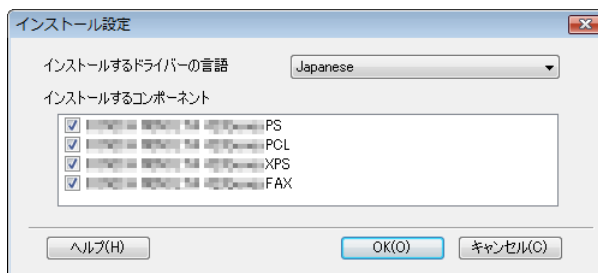 インストール設定
インストールするドライバーの言語 Japanese
インストールするコンポーネント
PS
PCL
XPS
FAX
ヘルプ(H) OK(O) キャンセル(C)